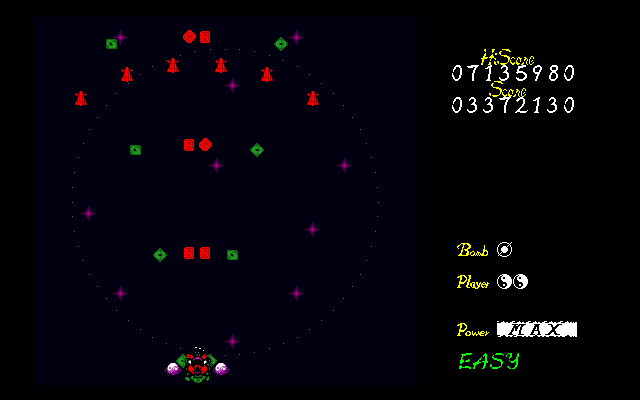 HiScore
07135980
Score
03372130
Bomb
Player
Power MAX
EASY